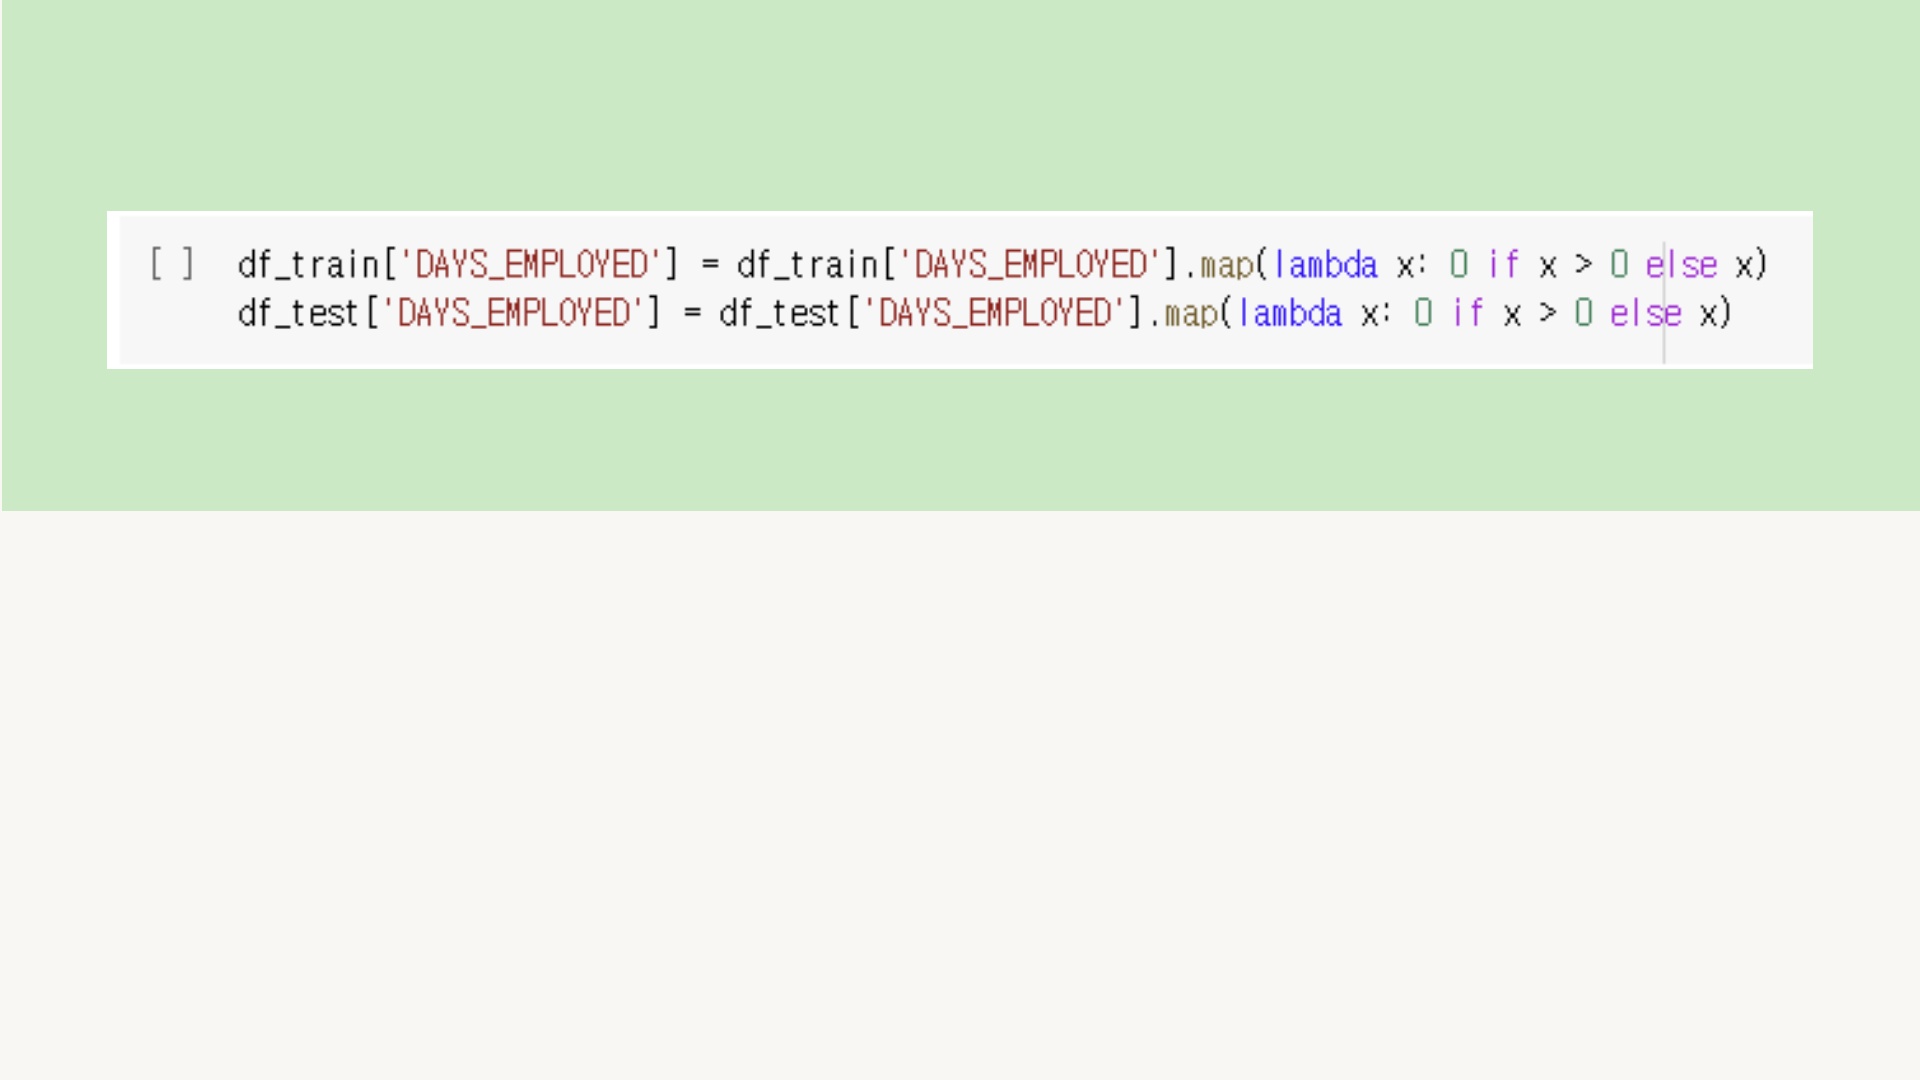 [ ] df_train['DAYS_EMPLOYED'] = df_train['DAYS_EMPLOYED'].map(lambda x: 0 if x > 0 else x)
df_test['DAYS_EMPLOYED'] = df_test['DAYS_EMPLOYED'].map(lambda x: 0 if x > 0 else x)